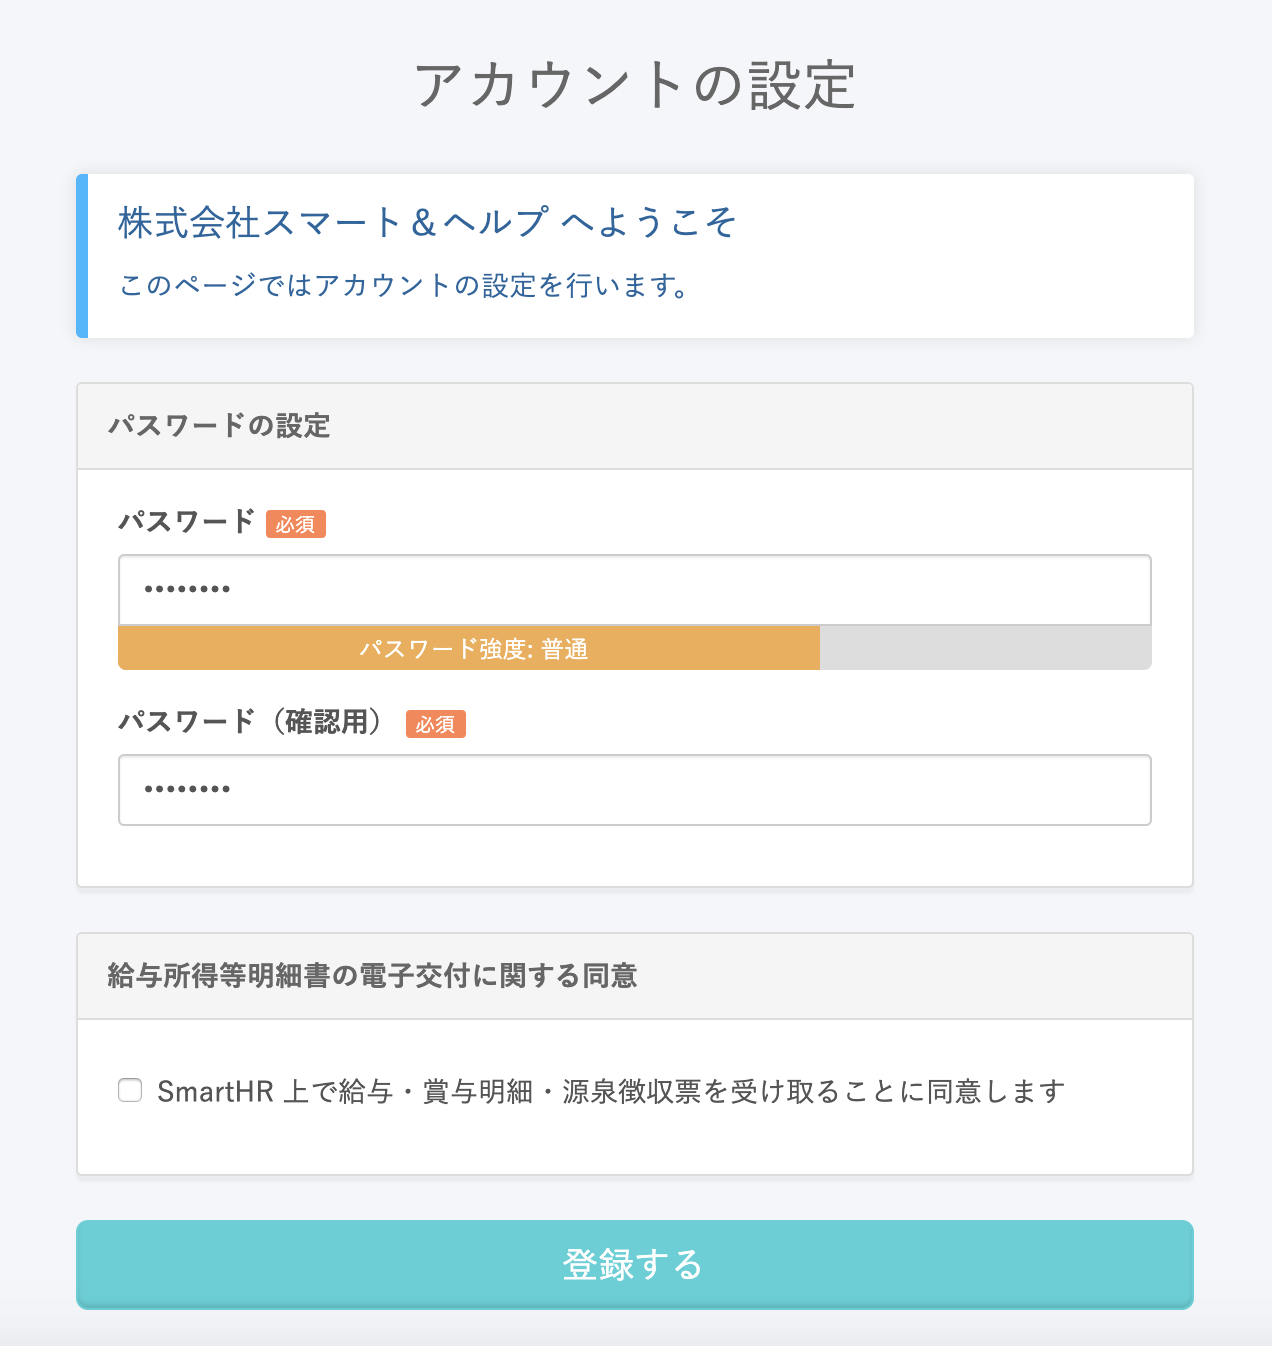 アカウントの設定
株式会社スマート＆ヘルプ へようこそ
このページではアカウントの設定を行います。
パスワードの設定
パスワード 必須
••••••••
パスワード強度: 普通
パスワード（確認用） 必須
••••••••
給与所得等明細書の電子交付に関する同意
SmartHR 上で給与・賞与明細・源泉徴収票を受け取ることに同意します
登録する